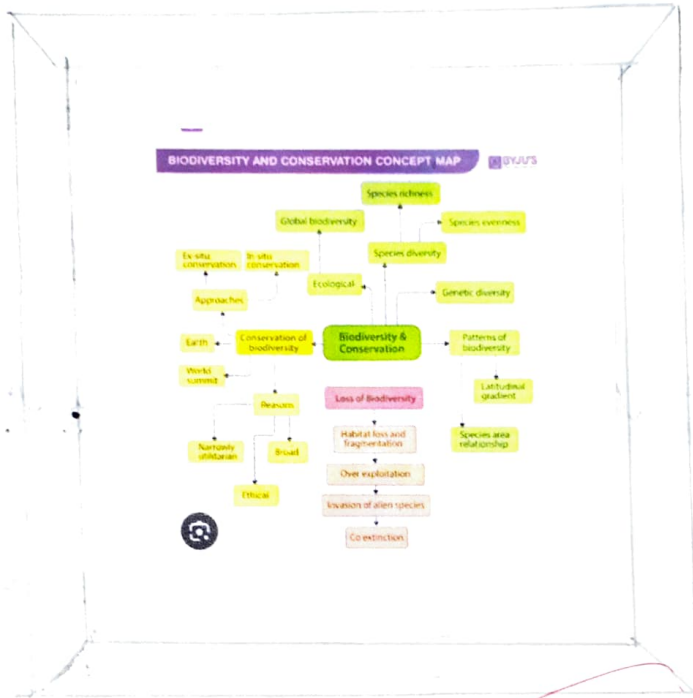 BIODIVERSITY AND CONSERVATION CONCEPT MAP
BYJU'S
Species richness
Global biodiversity
Species evenness
Ex-situ
conservation
In situ
conservation
Species diversity
Ecological
Genetic diversity
Approaches
Earth
Conservation of
biodiversity
Biodiversity &
Conservation
Patterns of
biodiversity
World
summit
Latitudinal
gradient
Loss of Biodiversity
Reasons
Habitat loss and
fragmentation
Species area
relationship
Narrowly
utilitarian
Broad
Over exploitation
Ethical
Invasion of alien species
Co extinction